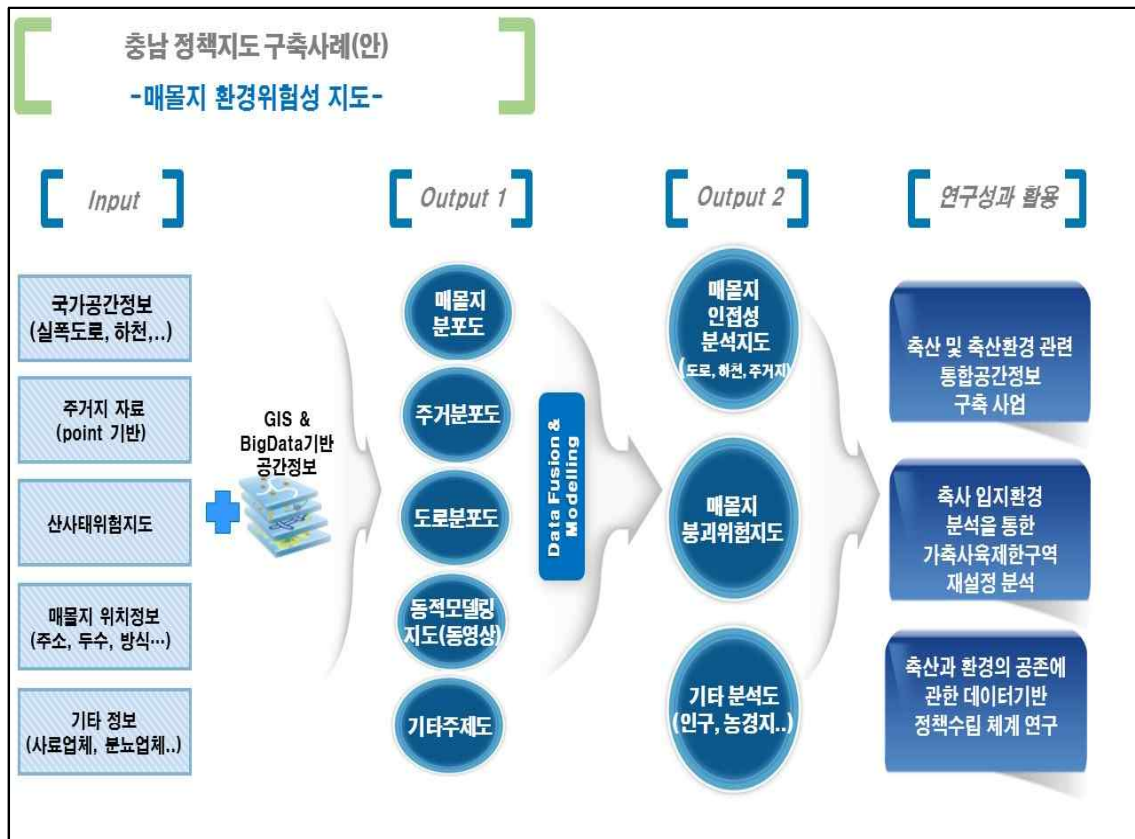 충남 정책지도 구축사례(안)
-매몰지 환경위험성 지도-
Input
국가공간정보
(실폭도로, 하천,..)
주거지 자료
(point 기반)
산사태위험지도
매몰지 위치정보
(주소, 두수, 방식···)
기타 정보
(사료업체, 분뇨업체..)
GIS &
BigData기반
공간정보
Output 1
매몰지
분포도
주거분포도
도로분포도
동적모델링
지도(동영상)
기타주제도
Data Fusion &
Modelling
Output 2
매몰지
인접성
분석지도
(도로, 하천, 주거지)
매몰지
붕괴위험지도
기타 분석도
(인구, 농경지..)
연구성과 활용
축산 및 축산환경 관련
통합공간정보
구축 사업
축사 입지환경
분석을 통한
가축사육제한구역
재설정 분석
축산과 환경의 공존에
관한 데이터기반
정책수립 체계 연구